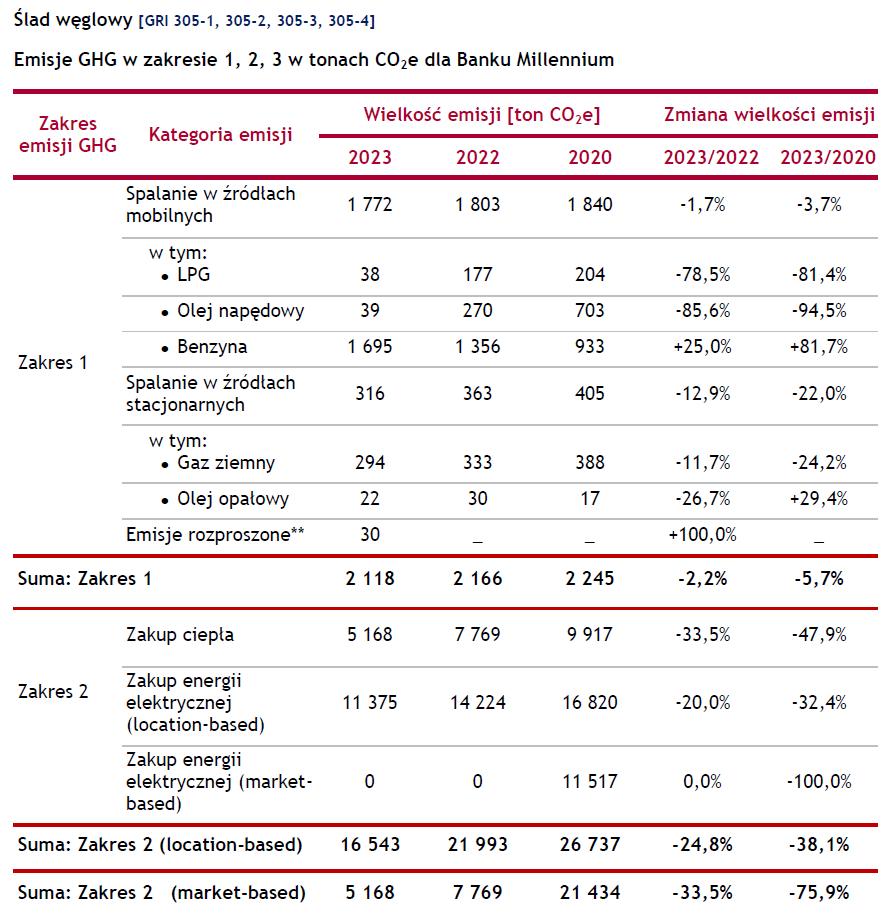 Ślad węglowy [GRI 305-1, 305-2, 305-3, 305-4]
Emisje GHG w zakresie 1, 2, 3 w tonach CO₂e dla Banku Millennium
Zakres emisji GHG Kategoria emisji Wielkość emisji [ton CO₂e] Zmiana wielkości emisji
2023 2022 2020 2023/2022 2023/2020
Spalanie w źródłach
mobilnych 1 772 1 803 1 840 -1,7% -3,7%
w tym:
• LPG 38 177 204 -78,5% -81,4%
• Olej napędowy 39 270 703 -85,6% -94,5%
• Benzyna 1 695 1 356 933 +25,0% +81,7%
Zakres 1
Spalanie w źródłach
stacjonarnych 316 363 405 -12,9% -22,0%
w tym:
• Gaz ziemny 294 333 388 -11,7% -24,2%
• Olej opałowy 22 30 17 -26,7% +29,4%
Emisje rozproszone** 30 _ _ +100,0% _
Suma: Zakres 1 2 118 2 166 2 245 -2,2% -5,7%
Zakup ciepła 5 168 7 769 9 917 -33,5% -47,9%
Zakres 2
Zakup energii
elektrycznej
(location-based) 11 375 14 224 16 820 -20,0% -32,4%
Zakup energii
elektrycznej (market-
based) 0 0 11 517 0,0% -100,0%
Suma: Zakres 2 (location-based) 16 543 21 993 26 737 -24,8% -38,1%
Suma: Zakres 2 (market-based) 5 168 7 769 21 434 -33,5% -75,9%